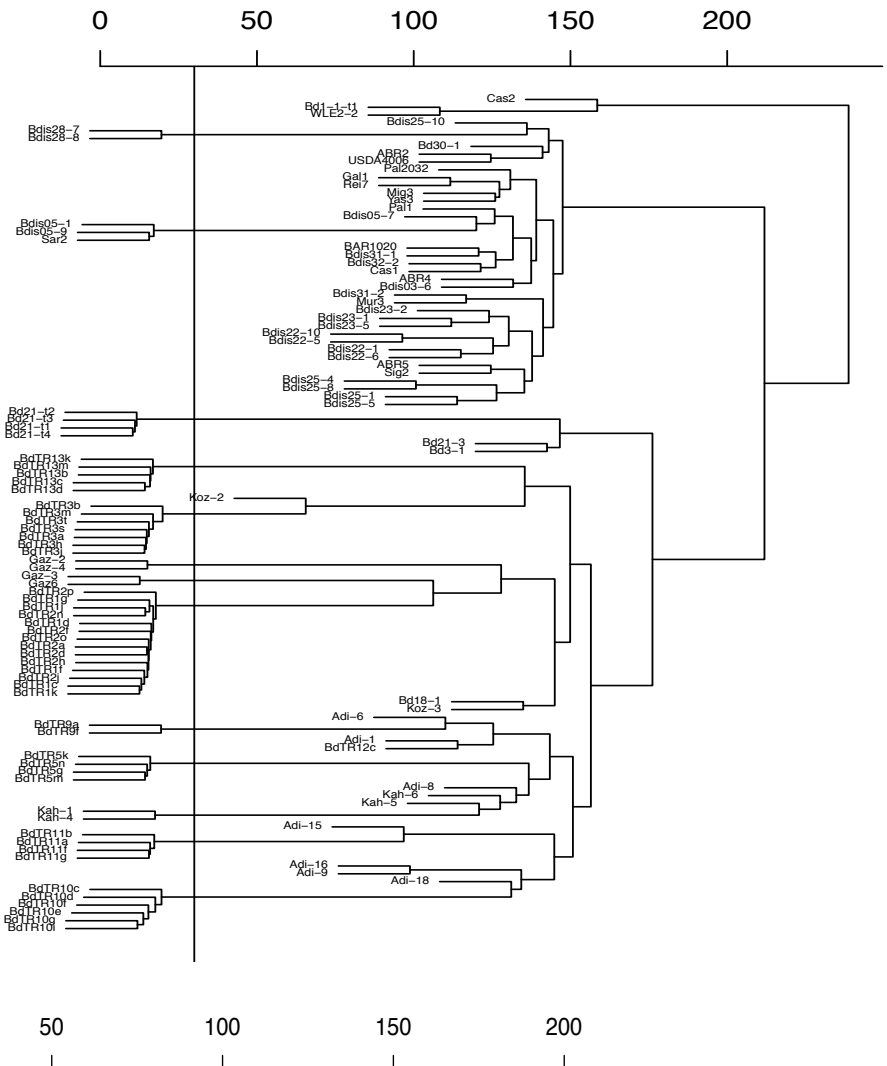 0 50 100 150 200
Cas2
Bd1-1-t1
WLE2-2
Bdis25-10
Bdis28-7
Bdis28-8
Bd30-1
ABR2
USDA4006
Pal2032
Gal1
Rei7
Mig3
Yas3
Pal1
Bdis05-7
Bdis05-1
Bdis05-9
Sar2
BAR1020
Bdis31-1
Bdis32-2
Cas1
ABR4
Bdis03-6
Bdis31-2
Mur3
Bdis23-2
Bdis23-1
Bdis23-5
Bdis22-10
Bdis22-5
Bdis22-1
Bdis22-6
ABR5
Sig2
Bdis25-4
Bdis25-8
Bdis25-1
Bdis25-5
Bd21-t2
Bd21-t3
Bd21-t1
Bd21-t4
Bd21-3
Bd3-1
BdTR13k
BdTR13m
BdTR13b
BdTR13c
BdTR13d
Koz-2
BdTR3b
BdTR3m
BdTR3t
BdTR3s
BdTR3a
BdTR3h
BdTR3j
Gaz-2
Gaz-4
Gaz-3
Gaz6
BdTR2p
BdTR1g
BdTR1j
BdTR2n
BdTR1d
BdTR2f
BdTR2o
BdTR2a
BdTR2d
BdTR2h
BdTR1f
BdTR2j
BdTR1c
BdTR1k
Bd18-1
Koz-3
Adi-6
BdTR9a
BdTR9f
Adi-1
BdTR12c
BdTR5k
BdTR5n
BdTR5g
BdTR5m
Adi-8
Kah-6
Kah-5
Kah-1
Kah-4
Adi-15
BdTR11b
BdTR11a
BdTR11f
BdTR11g
Adi-16
Adi-9
Adi-18
BdTR10c
BdTR10d
BdTR10f
BdTR10e
BdTR10g
BdTR10l
50 100 150 200